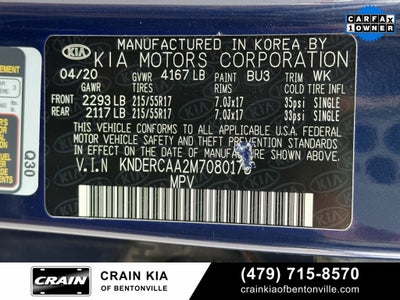 CARFAX
1 OWNER
MANUFACTURED IN KOREA BY
KIA KIA MOTORS CORPORATION
04/20 GVWR 4167 LB PAINT BU3 TRIM WK
GAWR TIRES RIMS COLD TIRE INFL
FRONT 2293 LB 215/55R17 7.0Jx17 35psi SINGLE
REAR 2117 LB 215/55R17 7.0Jx17 33psi SINGLE
THIS VEHICLE CONFORMS TO ALL APPLICABLE U.S.A. FEDERAL
MOTOR VEHICLE SAFETY AND THEFT PREVENTION
STANDARDS IN EFFECT ON THE DATE OF MANUFACTURE
SHOWN ABOVE.
V.I.N KNDERCAA2M708017
MPV
Q30
CRAIN
CRAIN KIA
OF BENTONVILLE
(479) 715-8570
crainkiaofbentonville.com